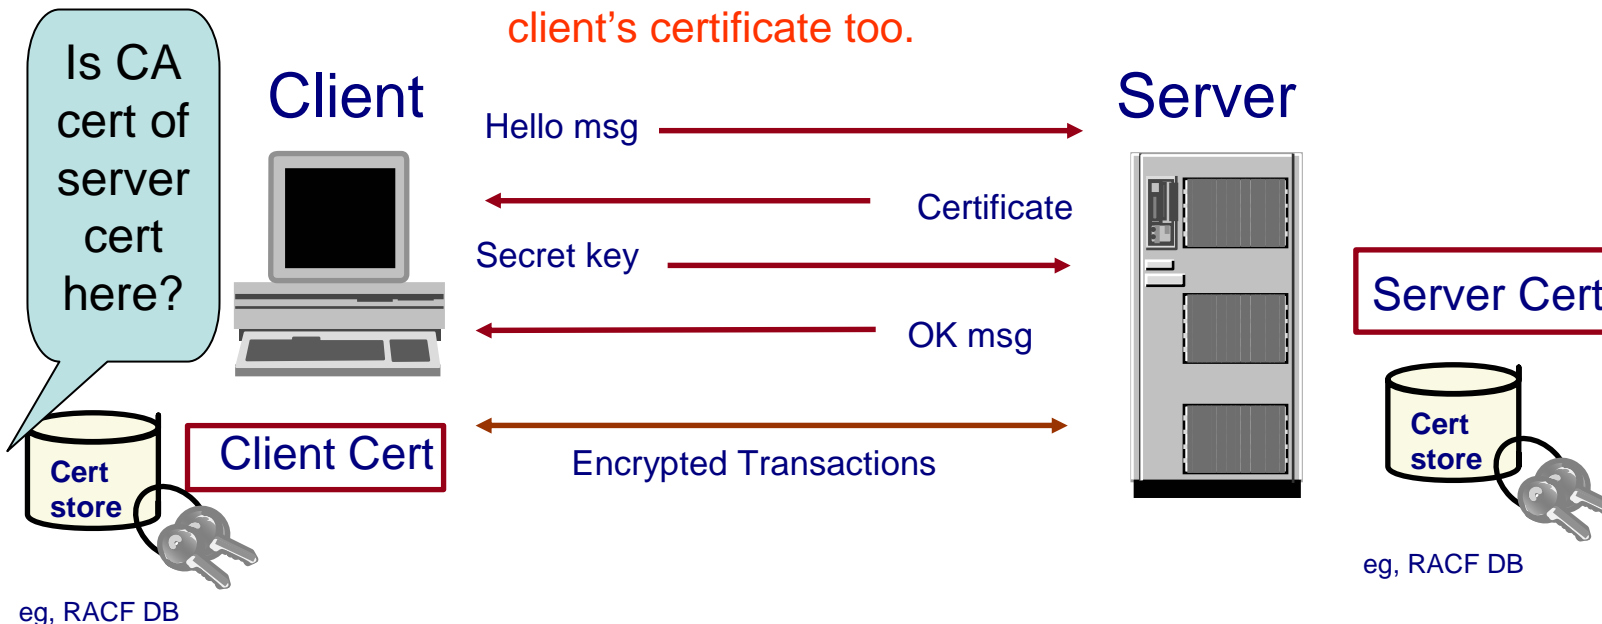 client’s certificate too.
Is CA
cert of
server
cert
here?
Client
Server
Hello msg
Certificate
Secret key
OK msg
Encrypted Transactions
Server Cert
Client Cert
Cert
store
Cert
store
eg, RACF DB
eg, RACF DB